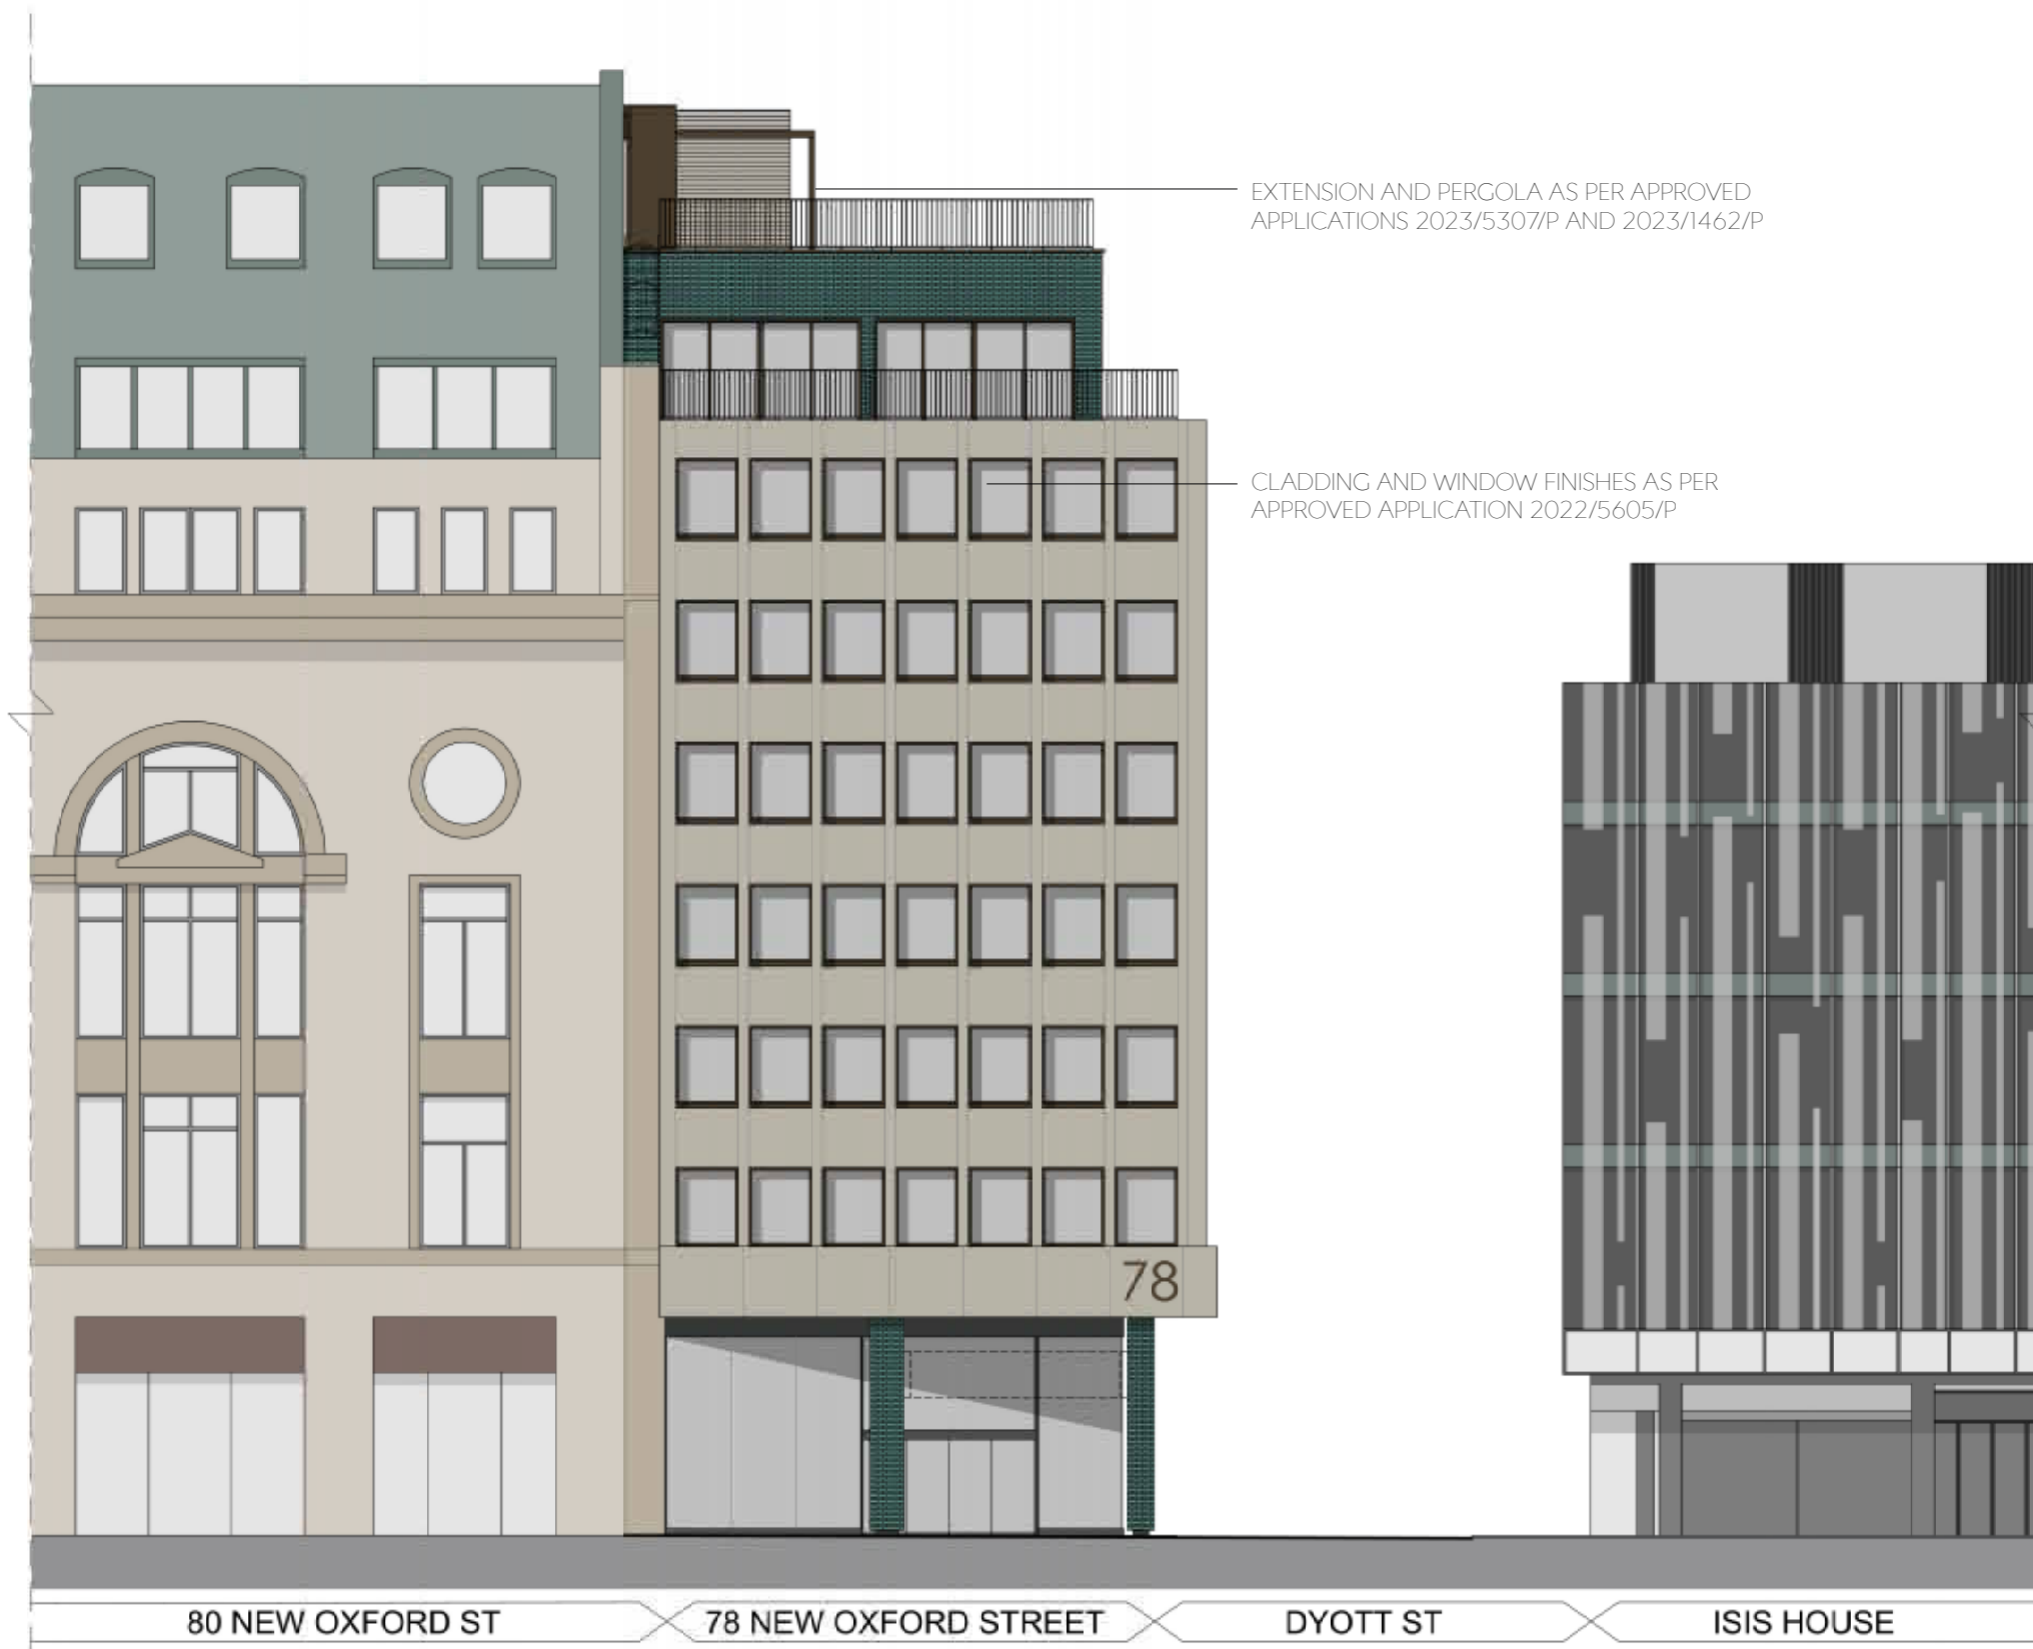 EXTENSION AND PERGOLA AS PER APPROVED
APPLICATIONS 2023/5307/P AND 2023/1462/P
CLADDING AND WINDOW FINISHES AS PER
APPROVED APPLICATION 2022/5605/P
78
80 NEW OXFORD ST
78 NEW OXFORD STREET
DYOTT ST
ISIS HOUSE